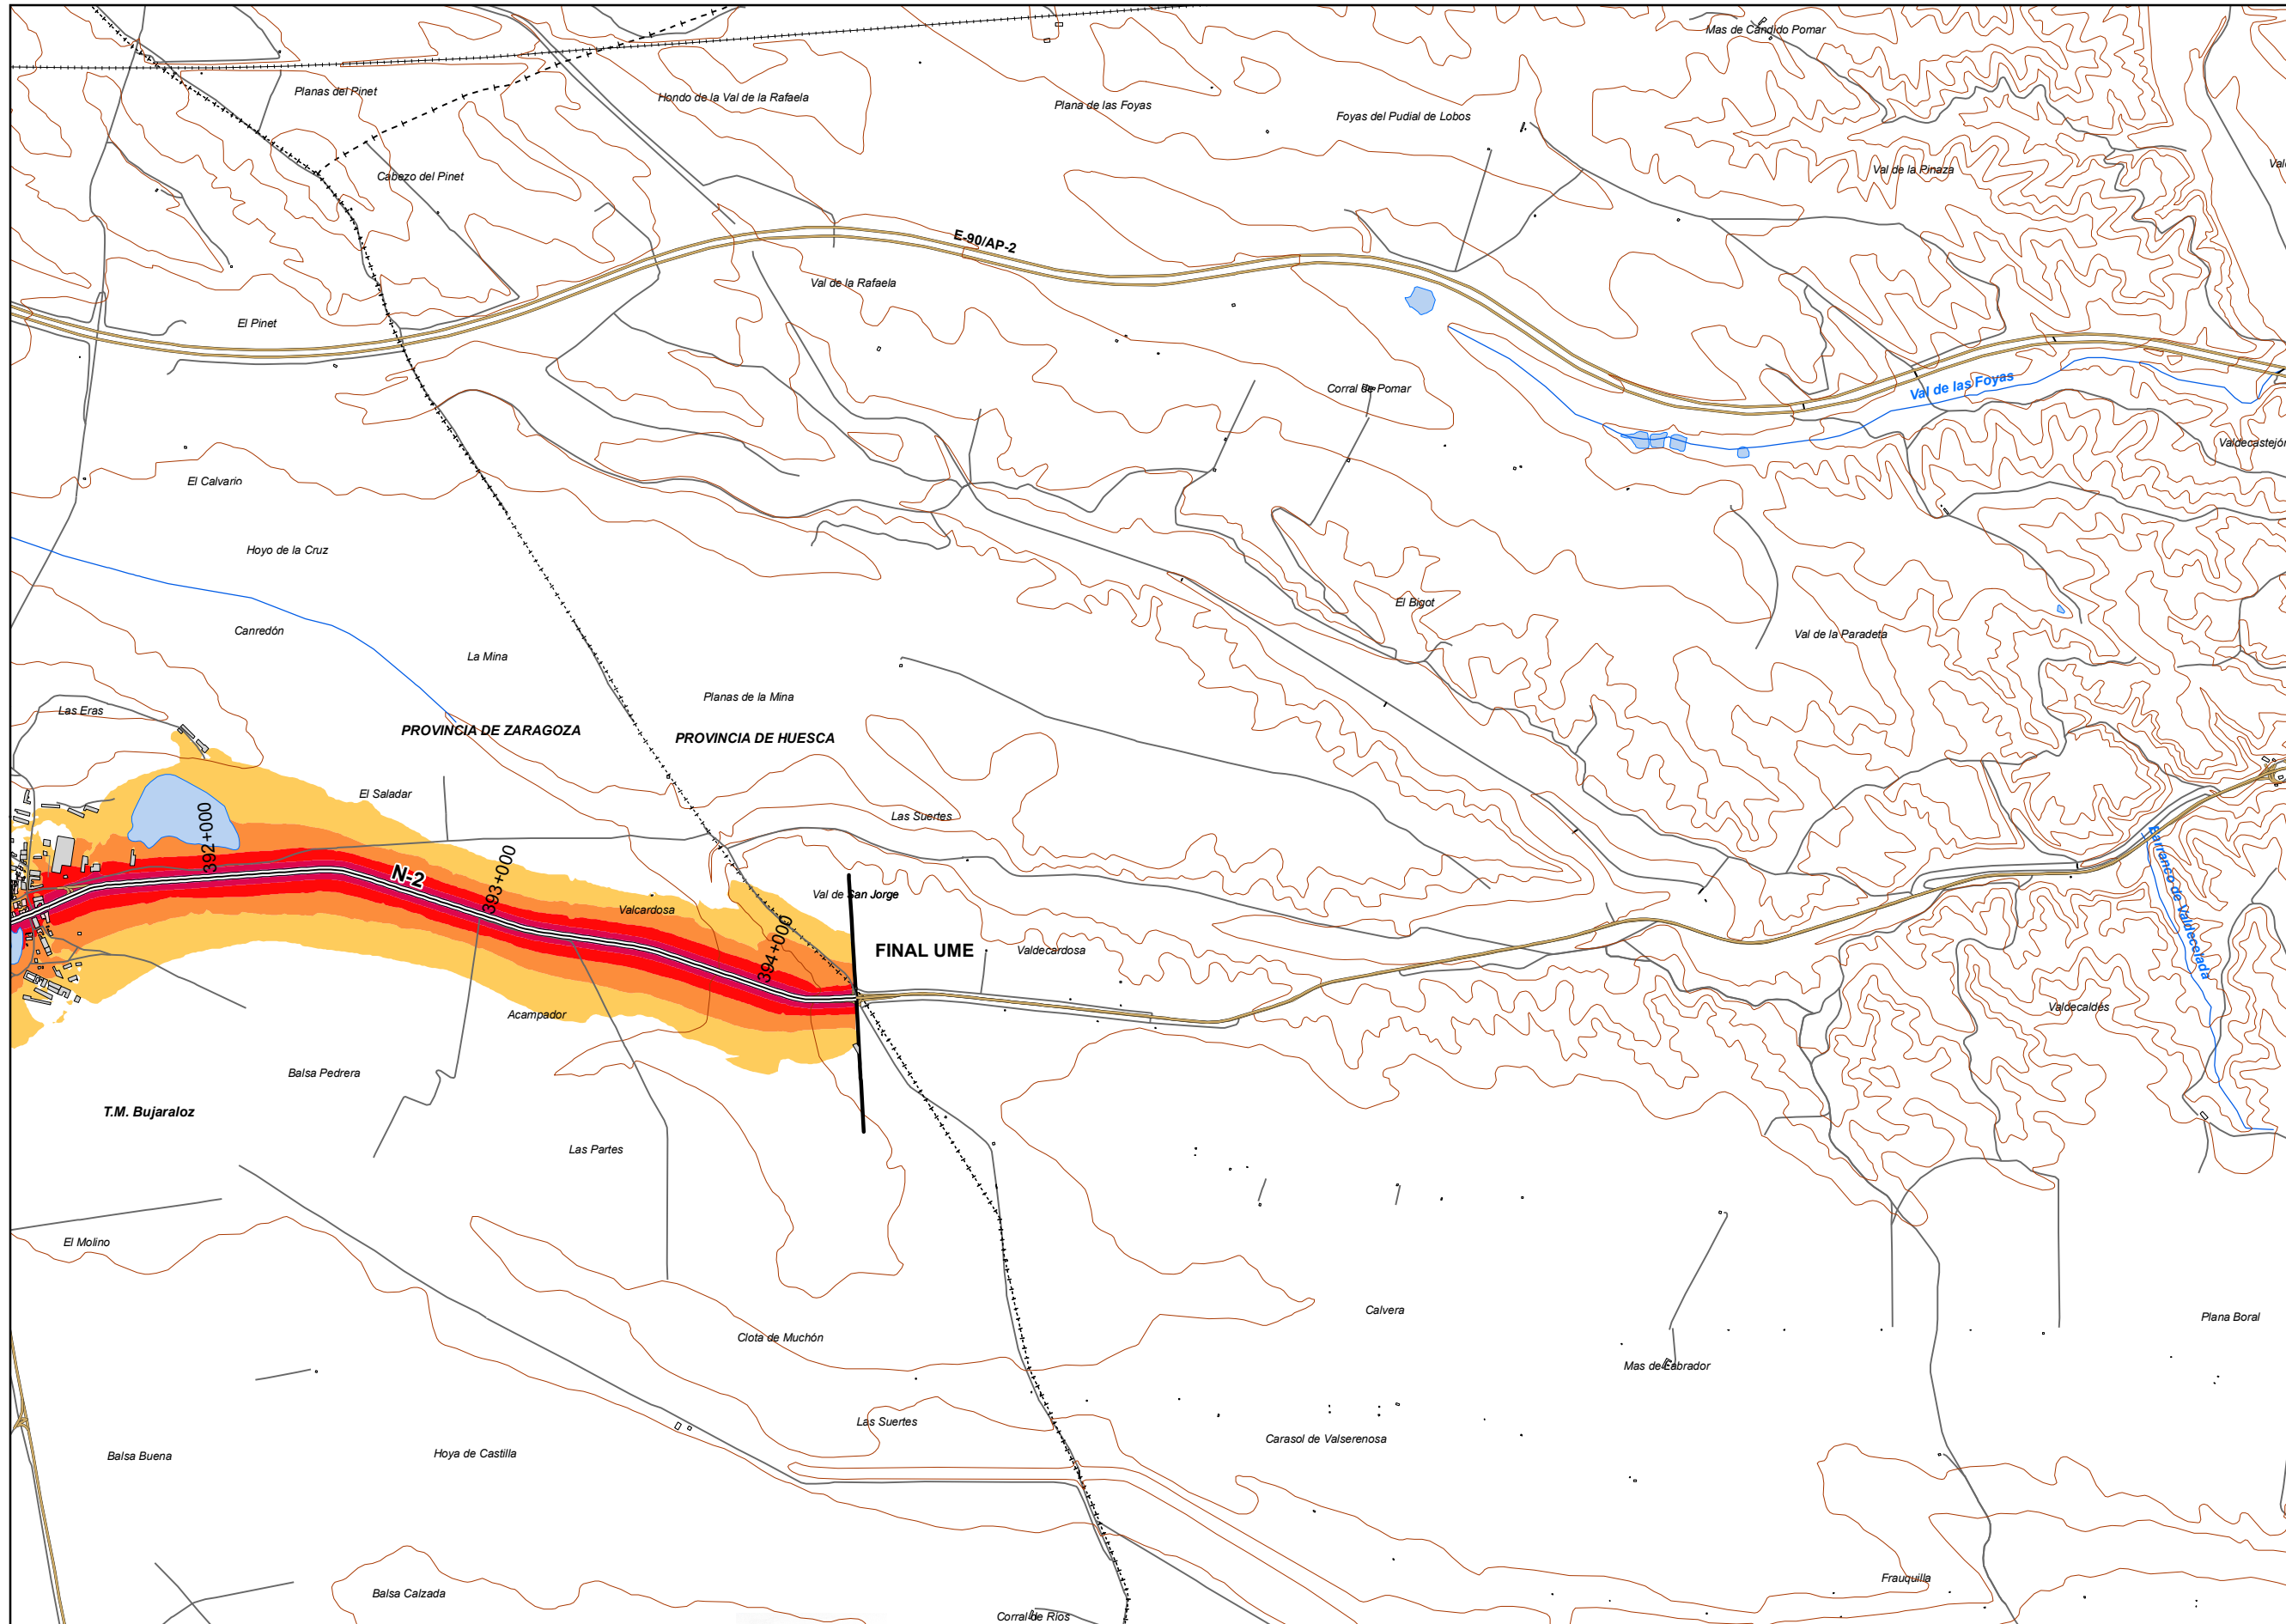 Mas de Candido Pomar
Planas del Pinet
Hondo de la Val de la Rafaela
Plana de las Foyas
Foyas del Pudial de Lobos
Cabezo del Pinet
Val de la Pinaza
E-90/AP-2
Val de la Rafaela
El Pinet
Corral de Pomar
Val de las Foyas
Valdecastejón
El Calvario
Hoyo de la Cruz
El Bigot
Canredón
Val de la Paradeta
La Mina
Planas de la Mina
Las Eras
PROVINCIA DE ZARAGOZA
PROVINCIA DE HUESCA
El Saladar
Las Suertes
392+000
N-2
393+000
Val de San Jorge
Valcardosa
394+000
FINAL UME
Valdecardosa
Barranco de Valdecelada
Valdecaldés
Acampador
Balsa Pedrera
T.M. Bujaraloz
Las Partes
El Molino
Calvera
Plana Boral
Clota de Muchón
Mas de Labrador
Las Suertes
Carasol de Valserenosa
Balsa Buena
Hoya de Castilla
Frauquilla
Balsa Calzada
Corral de Rios